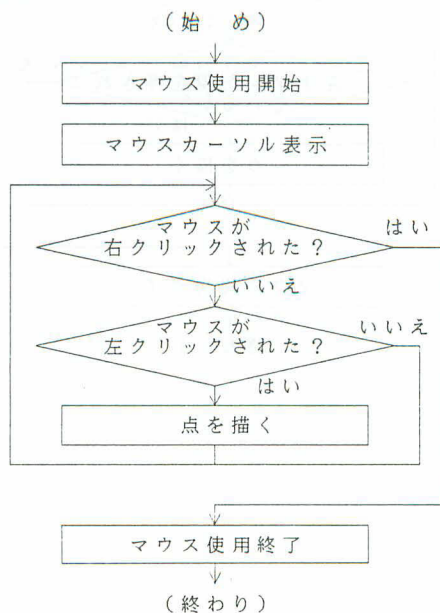 (始 め)
マウス使用開始
マウスカーソル表示
マウスが
右クリックされた？
はい
いいえ
マウスが
左クリックされた？
いいえ
はい
点を描く
マウス使用終了
(終わり)